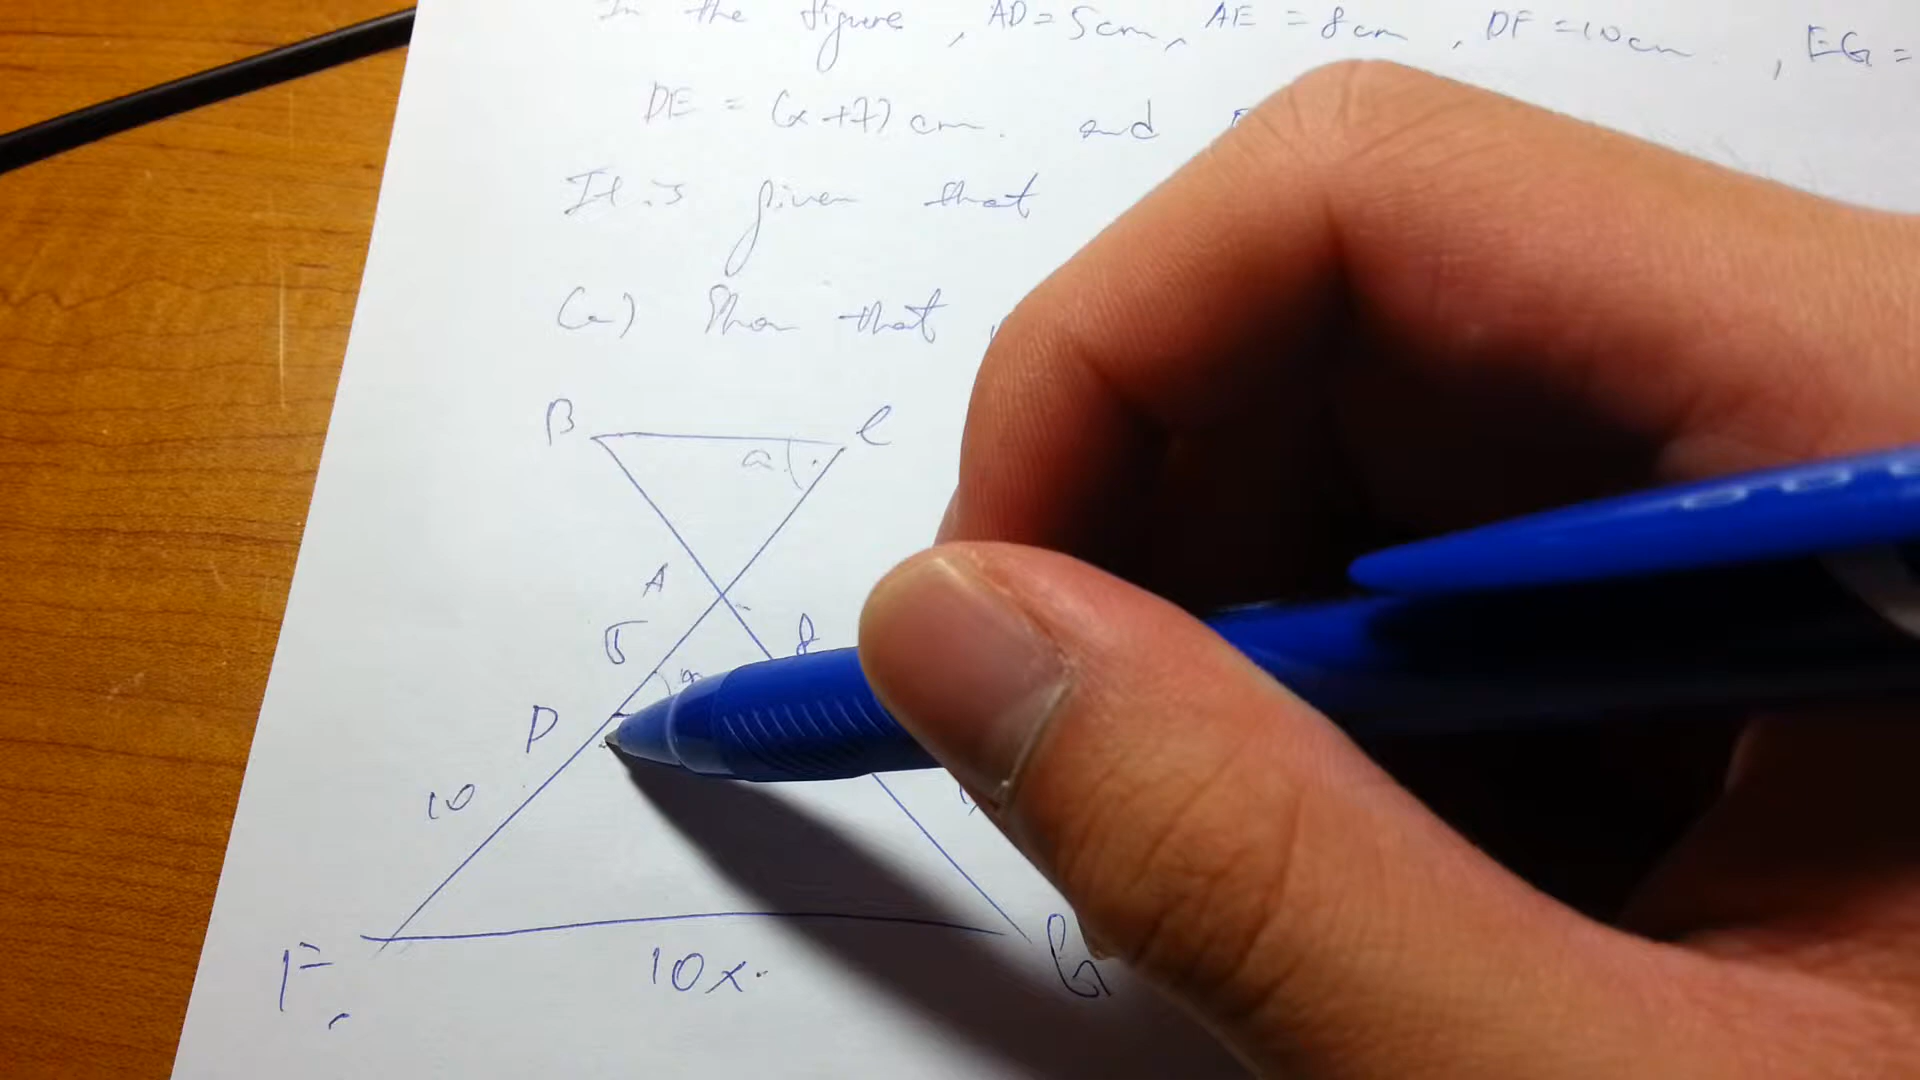 In the figure, AD = 5cm, AE = 8cm, DF = 10cm, EG =
DE = (x+7) cm. and
It is given that
(a) Show that
B C
a
A
5 8
D
10
F G
10x